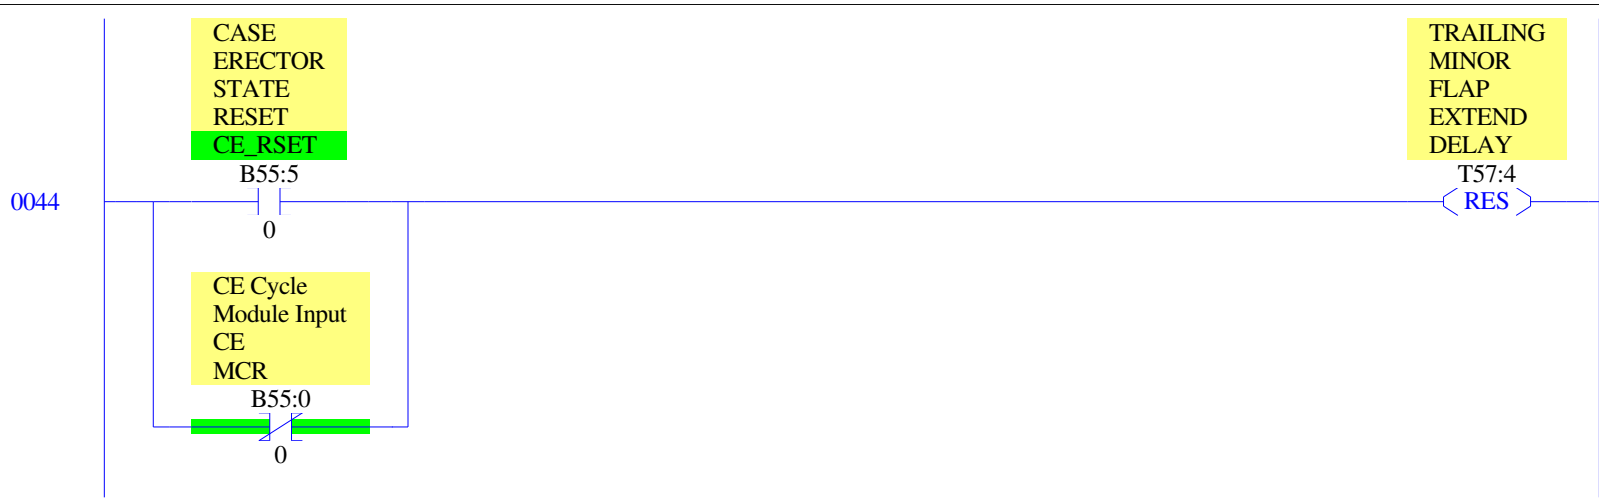 CASE
ERECTOR
STATE
RESET
CE_RSET
B55:5
0
TRAILING
MINOR
FLAP
EXTEND
DELAY
T57:4
RES
0044
CE Cycle
Module Input
CE
MCR
B55:0
0